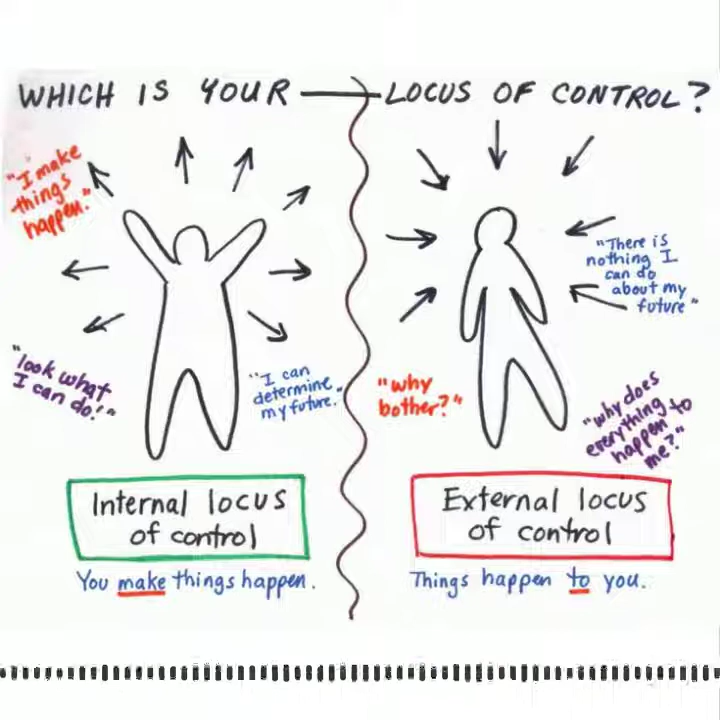 WHICH IS YOUR LOCUS OF CONTROL?
"I make
things
happen."
"look what
I can do!"
"I can
determine
my future."
Internal locus
of control
You make things happen.
"There is
nothing I
can do
about my
future"
"why
bother?"
"why does
everything
happen to
me?"
External locus
of control
Things happen to you.